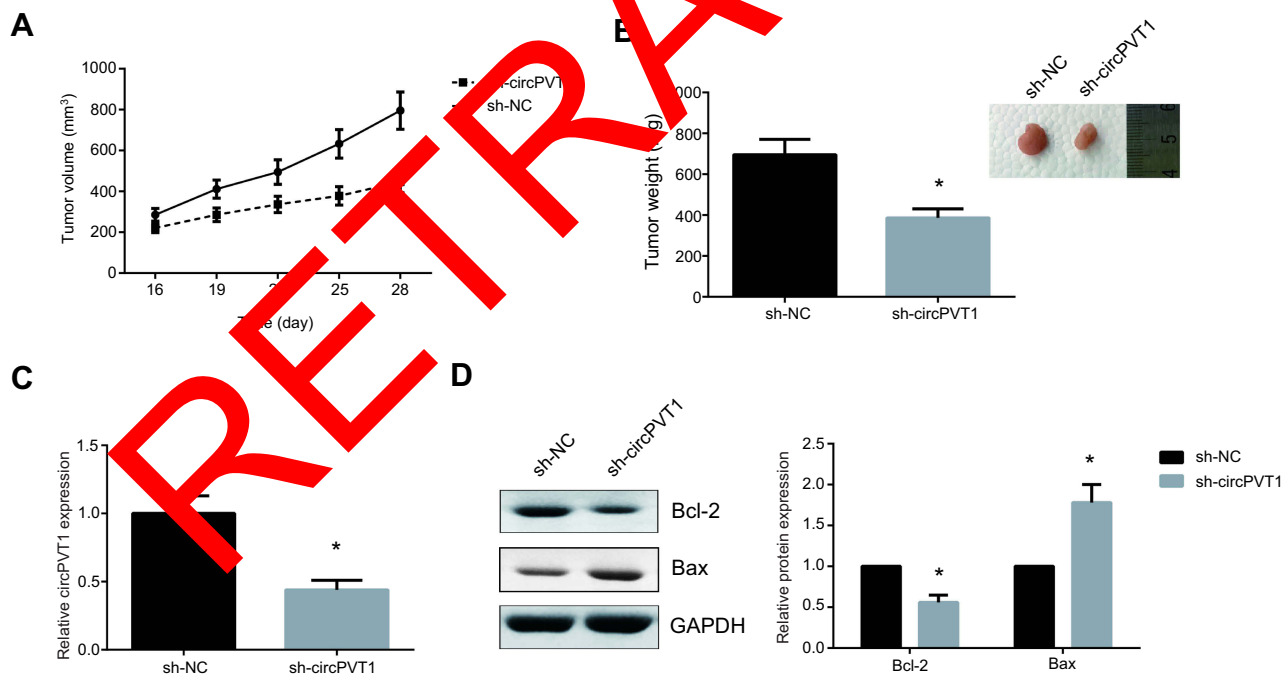 A
1000
800
600
400
200
0
Tumor volume (mm³)
16 19 25 28
(day)
sh-NC
sh-NC sh-circPVT1
800
600
400
200
0
Tumor weight
*
sh-NC sh-circPVT1
6
5
4
C
1.5
1.0
0.5
0.0
Relative circPVT1 expression
*
sh-NC sh-circPVT1
D
sh-NC sh-circPVT1
Bcl-2
Bax
GAPDH
2.5
2.0
1.5
1.0
0.5
0.0
Relative protein expression
* *
Bcl-2 Bax
sh-NC
sh-circPVT1
RETRA